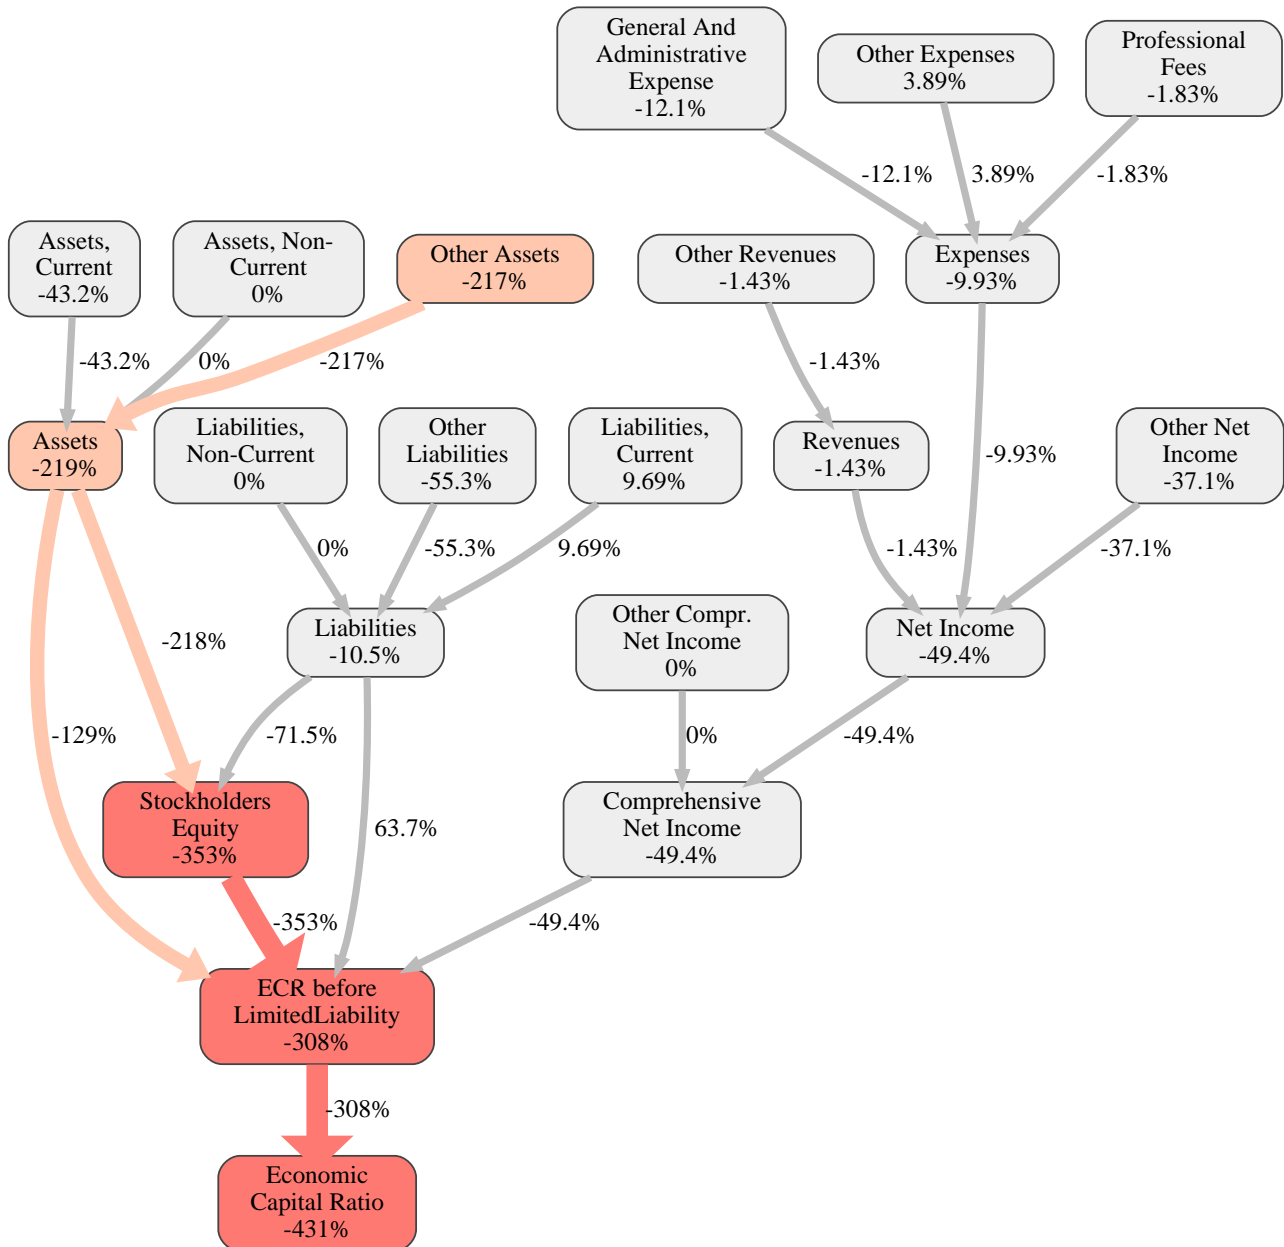 General And
Administrative
Expense
-12.1%
Other Expenses
3.89%
Professional
Fees
-1.83%
-12.1%
3.89%
-1.83%
Assets,
Current
-43.2%
Assets, Non-
Current
0%
Other Assets
-217%
Other Revenues
-1.43%
Expenses
-9.93%
-43.2%
0%
-217%
-1.43%
Assets
-219%
Liabilities,
Non-Current
0%
Other
Liabilities
-55.3%
Liabilities,
Current
9.69%
Revenues
-1.43%
-9.93%
Other Net
Income
-37.1%
0%
-55.3%
9.69%
-1.43%
-37.1%
-218%
Liabilities
-10.5%
Other Compr.
Net Income
0%
Net Income
-49.4%
-129%
-71.5%
0%
-49.4%
Stockholders
Equity
-353%
63.7%
Comprehensive
Net Income
-49.4%
-353%
-49.4%
ECR before
LimitedLiability
-308%
-308%
Economic
Capital Ratio
-431%